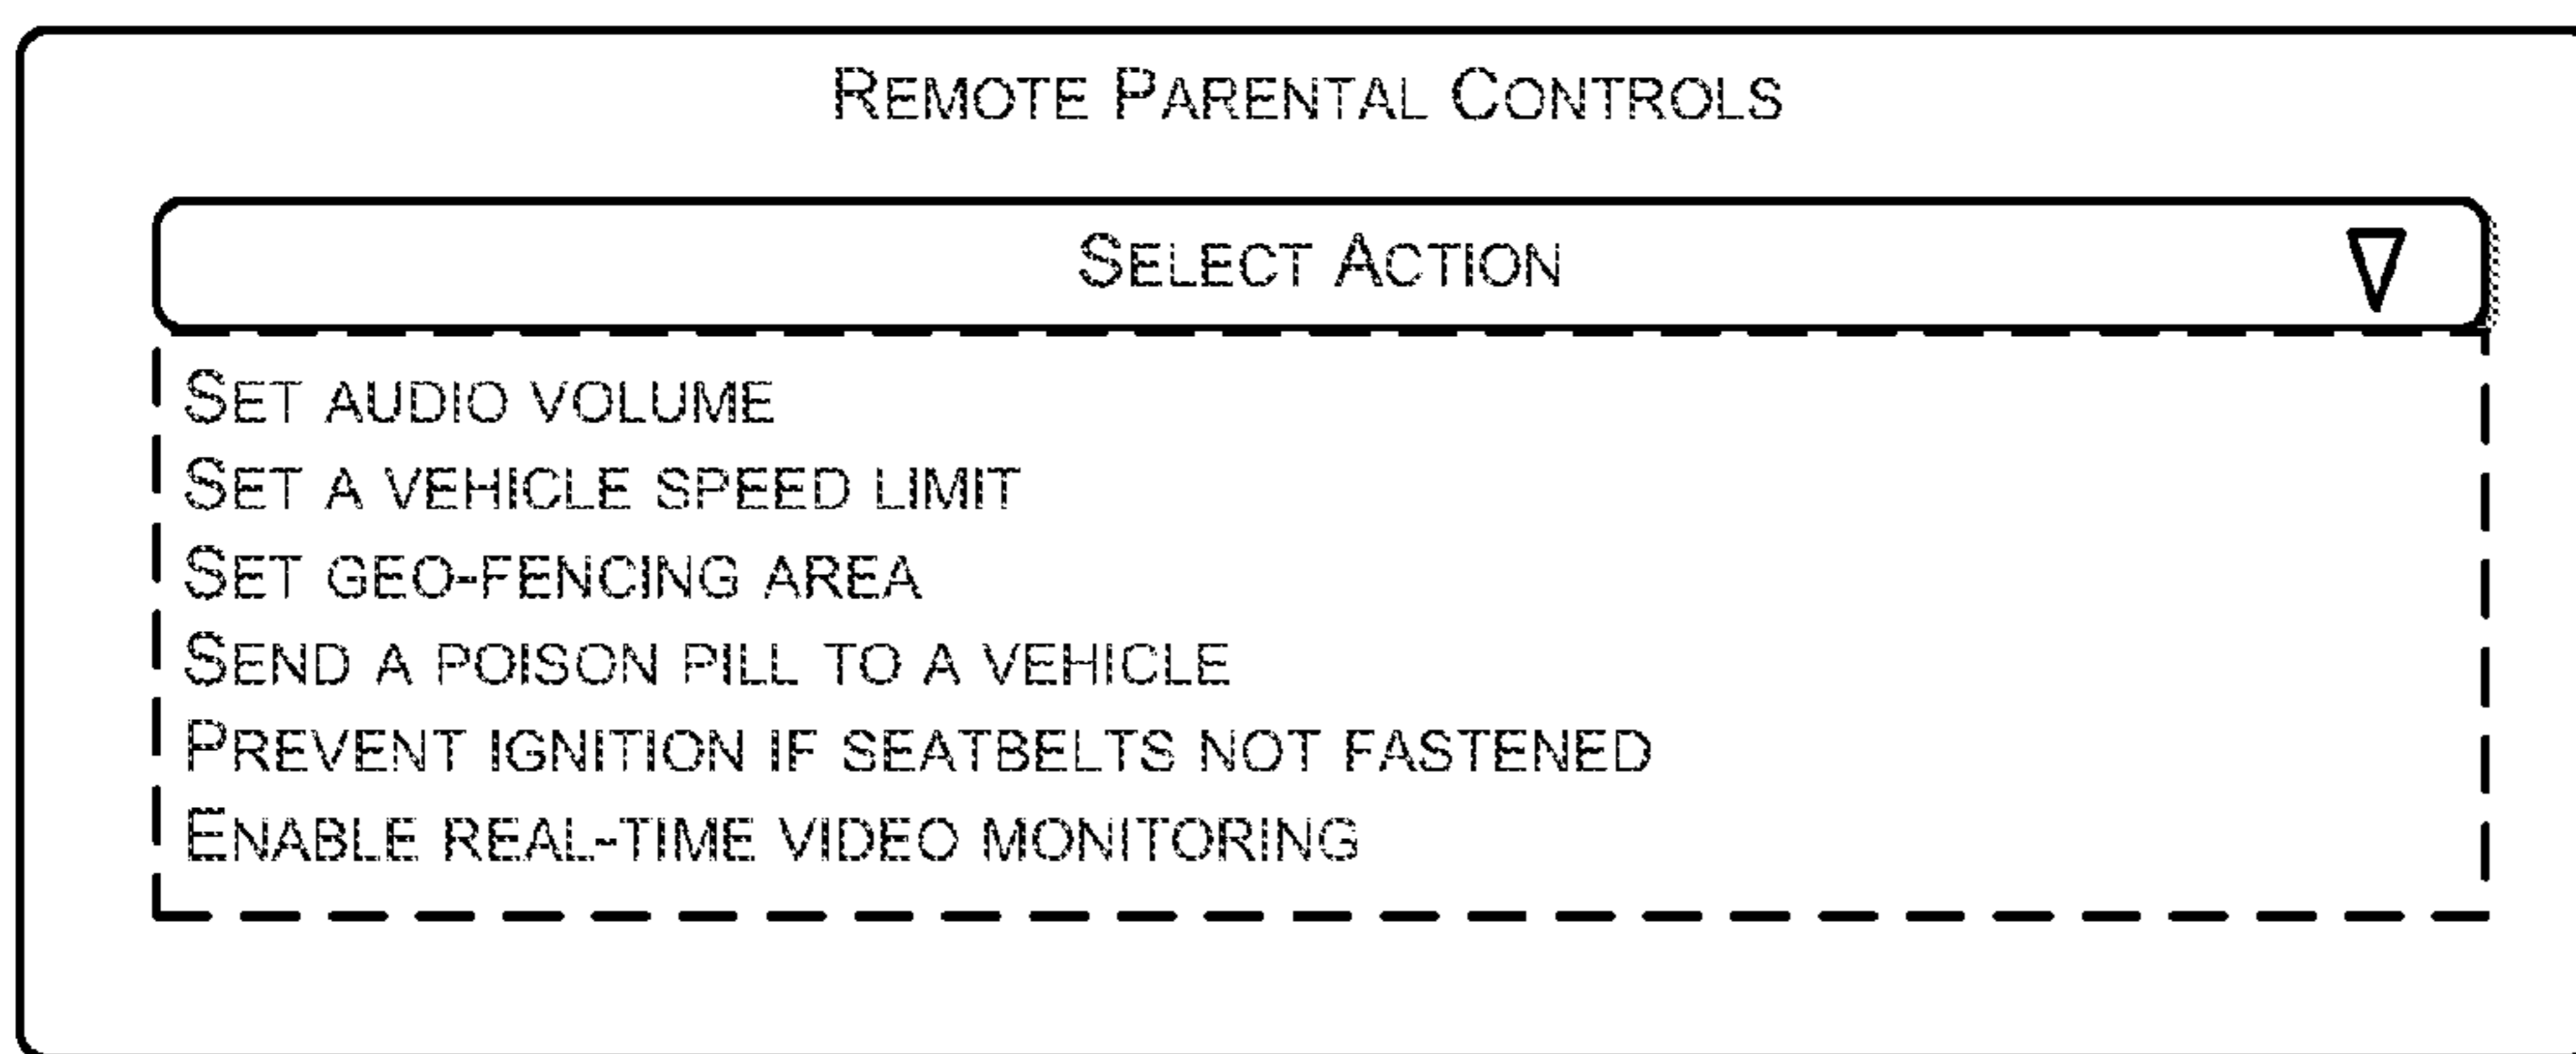 Remote Parental Controls
Select Action
Set audio volume
Set a vehicle speed limit
Set geo-fencing area
Send a poison pill to a vehicle
Prevent ignition if seatbelts not fastened
Enable real-time video monitoring